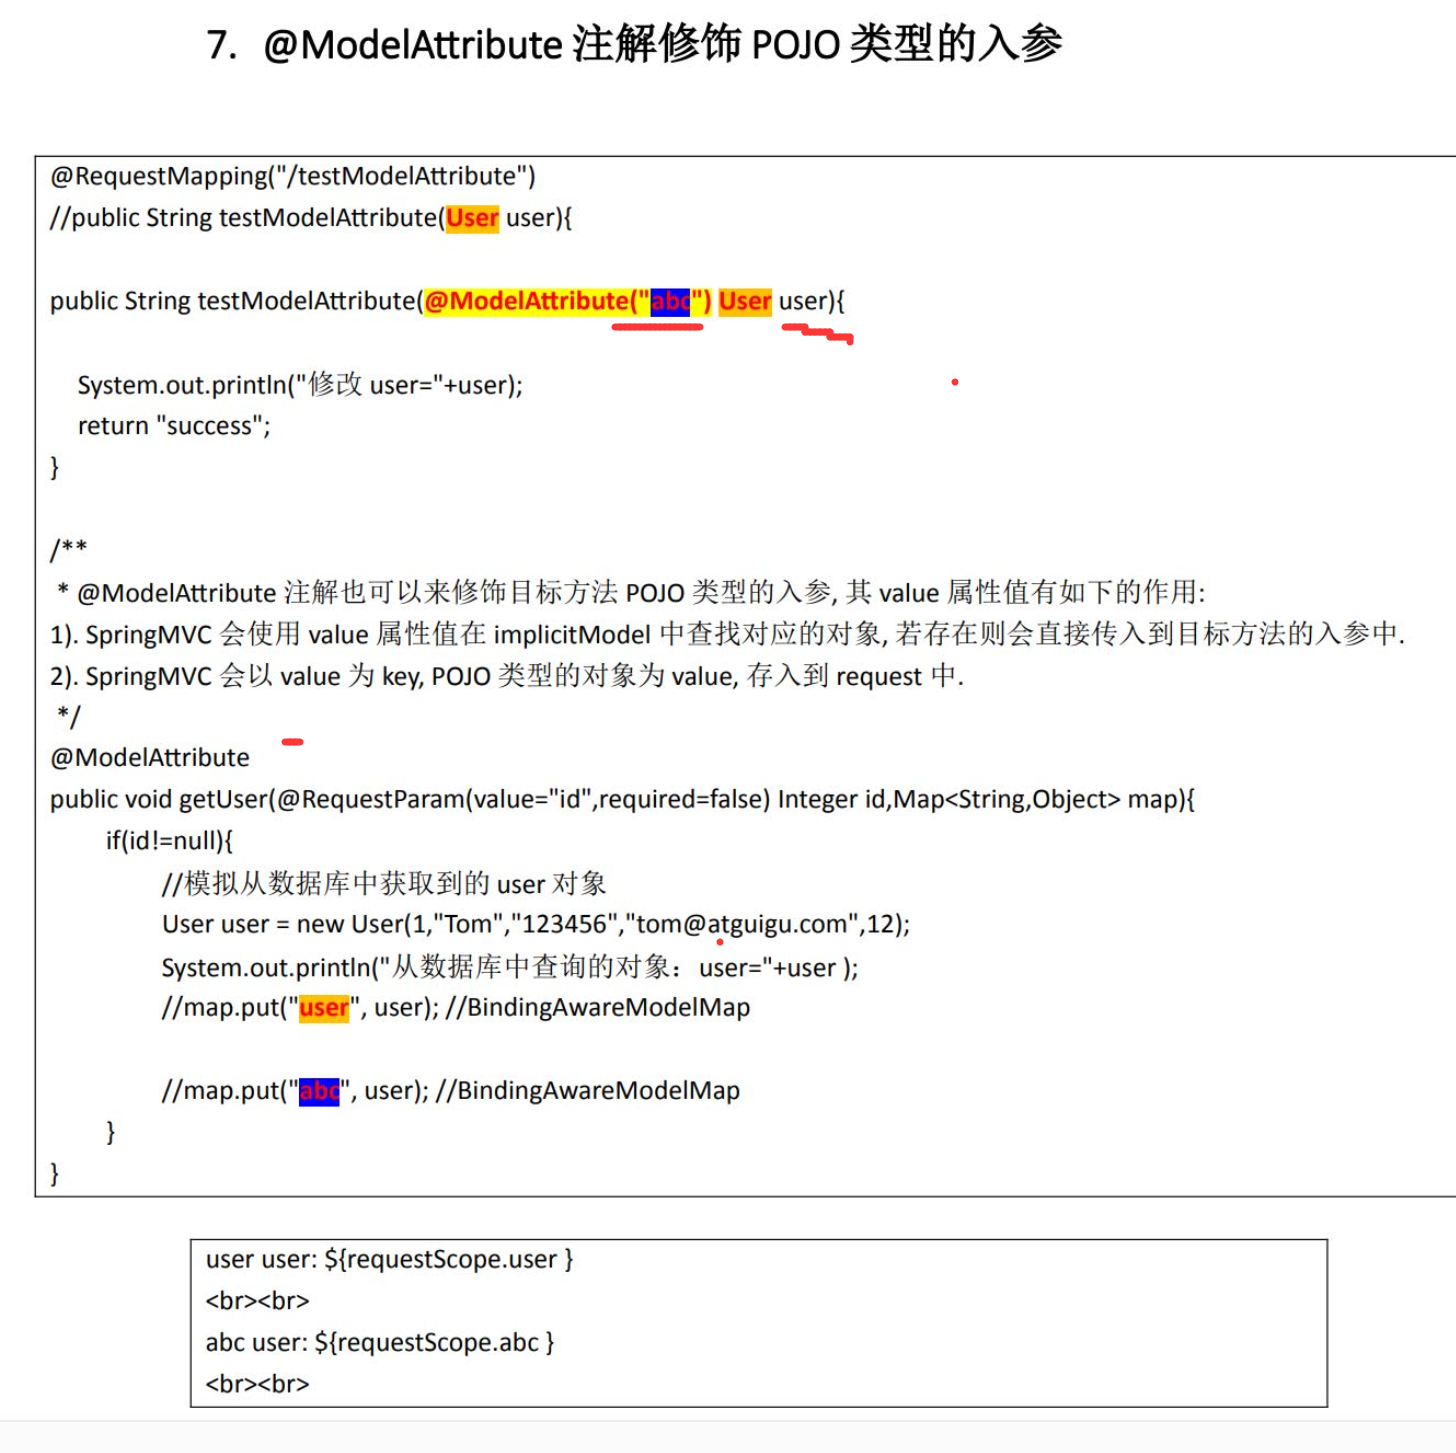 7. @ModelAttribute 注解修饰 POJO 类型的入参
@RequestMapping("/testModelAttribute")
//public String testModelAttribute(User user){
public String testModelAttribute(@ModelAttribute("abc") User user){
System.out.println("修改 user="+user);
return "success";
}
/**
* @ModelAttribute 注解也可以来修饰目标方法 POJO 类型的入参, 其 value 属性值有如下的作用:
1). SpringMVC 会使用 value 属性值在 implicitModel 中查找对应的对象, 若存在则会直接传入到目标方法的入参中.
2). SpringMVC 会以 value 为 key, POJO 类型的对象为 value, 存入到 request 中.
*/
@ModelAttribute
public void getUser(@RequestParam(value="id",required=false) Integer id,Map<String,Object> map){
if(id!=null){
//模拟从数据库中获取到的 user 对象
User user = new User(1,"Tom","123456","tom@atguigu.com",12);
System.out.println("从数据库中查询的对象：user="+user );
//map.put("user", user); //BindingAwareModelMap
//map.put("abc", user); //BindingAwareModelMap
}
}
user user: ${requestScope.user }
<br><br>
abc user: ${requestScope.abc }
<br><br>